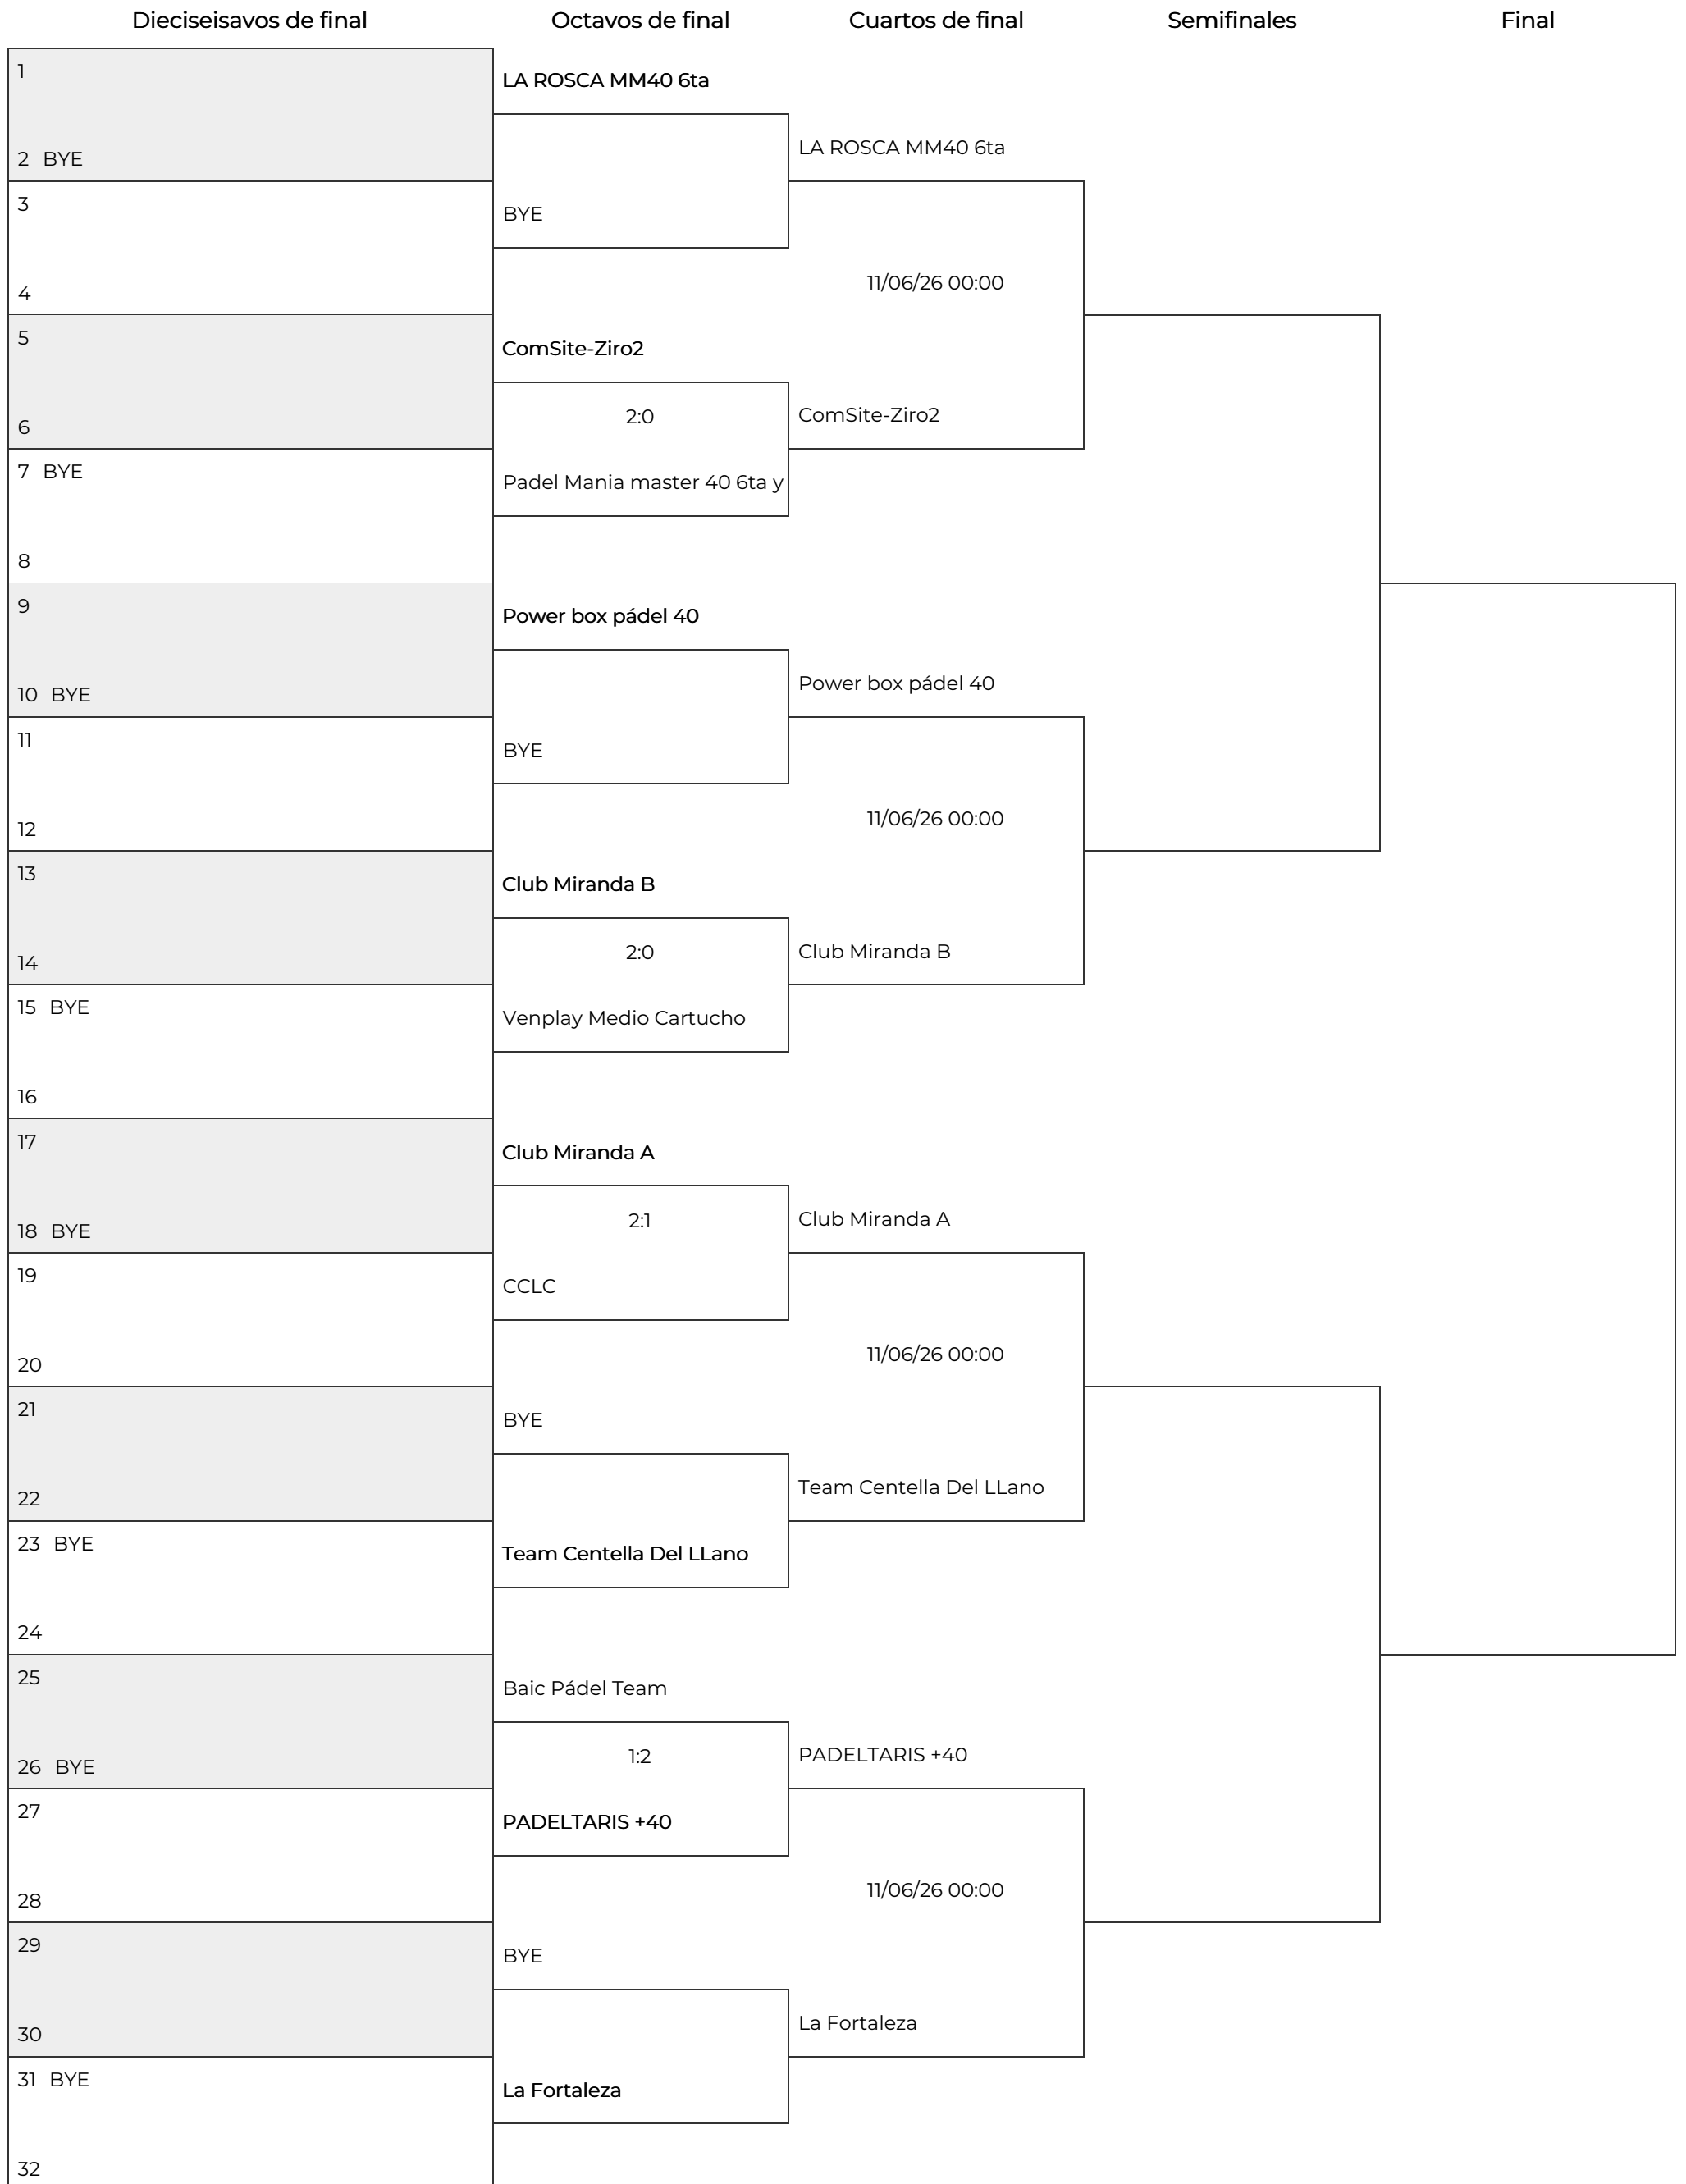 Dieciseisavos de final
Octavos de final
Cuartos de final
Semifinales
Final
1
LA ROSCA MM40 6ta
LA ROSCA MM40 6ta
2 BYE
3
BYE
11/06/26 00:00
4
5
ComSite-Ziro2
2:0
ComSite-Ziro2
6
7 BYE
Padel Mania master 40 6ta y
8
9
Power box pádel 40
Power box pádel 40
10 BYE
11
BYE
11/06/26 00:00
12
13
Club Miranda B
2:0
Club Miranda B
14
15 BYE
Venplay Medio Cartucho
16
17
Club Miranda A
2:1
Club Miranda A
18 BYE
19
CCLC
11/06/26 00:00
20
21
BYE
Team Centella Del LLano
22
23 BYE
Team Centella Del LLano
24
25
Baic Pádel Team
1:2
PADELTARIS +40
26 BYE
27
PADELTARIS +40
11/06/26 00:00
28
29
BYE
La Fortaleza
30
31 BYE
La Fortaleza
32